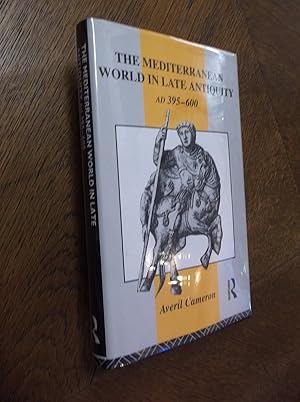 THE MEDITERRANEAN
WORLD IN LATE ANTIQUITY
AD 395–600
Averil Cameron
R
THE MEDITERRANEAN WORLD IN LATE
R